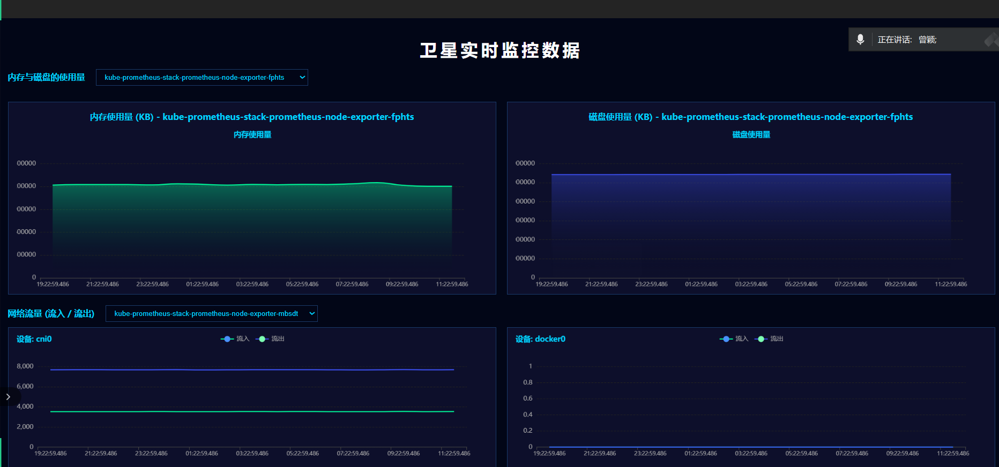 正在讲话: 曾颖;
卫星实时监控数据
内存与磁盘的使用量
kube-prometheus-stack-prometheus-node-exporter-fphts
内存使用量 (KB) - kube-prometheus-stack-prometheus-node-exporter-fphts
内存使用量
00000
00000
00000
00000
00000
0
19:22:59.486 21:22:59.486 23:22:59.486 01:22:59.486 03:22:59.486 05:22:59.486 07:22:59.486 09:22:59.486 11:22:59.486
磁盘使用量 (KB) - kube-prometheus-stack-prometheus-node-exporter-fphts
磁盘使用量
00000
00000
00000
00000
00000
00000
0
19:22:59.486 21:22:59.486 23:22:59.486 01:22:59.486 03:22:59.486 05:22:59.486 07:22:59.486 09:22:59.486 11:22:59.486
网络流量 (流入 / 流出)
kube-prometheus-stack-prometheus-node-exporter-mbsdt
设备: cni0
流入 流出
8,000
6,000
4,000
2,000
0
19:22:59.486 21:22:59.486 23:22:59.486 01:22:59.486 03:22:59.486 05:22:59.486 07:22:59.486 09:22:59.486 11:22:59.486
设备: docker0
流入 流出
1
0.8
0.6
0.4
0.2
0
19:22:59.486 21:22:59.486 23:22:59.486 01:22:59.486 03:22:59.486 05:22:59.486 07:22:59.486 09:22:59.486 11:22:59.486